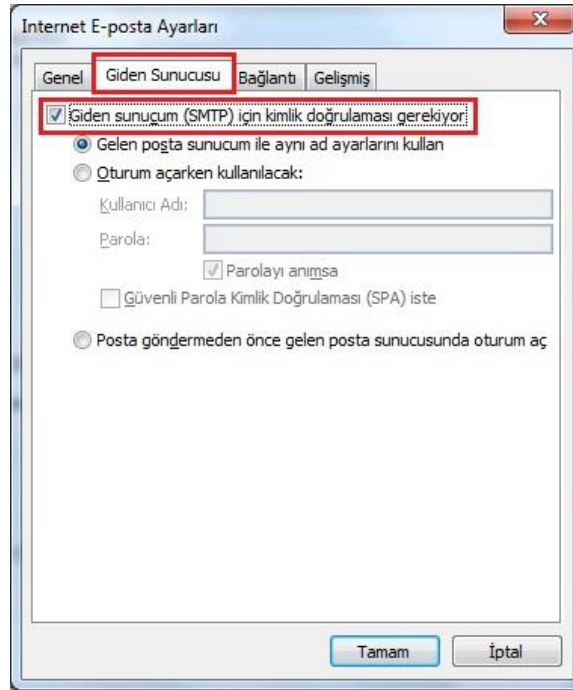 Internet E-posta Ayarları
Genel Giden Sunucusu Bağlantı Gelişmiş
Giden sunucum (SMTP) için kimlik doğrulaması gerekiyor
Gelen posta sunucum ile aynı ad ayarlarını kullan
Oturum açarken kullanılacak:
Kullanıcı Adı:
Parola:
Parolayı anımsa
Güvenli Parola Kimlik Doğrulaması (SPA) iste
Posta göndermeden önce gelen posta sunucusunda oturum aç
Tamam İptal